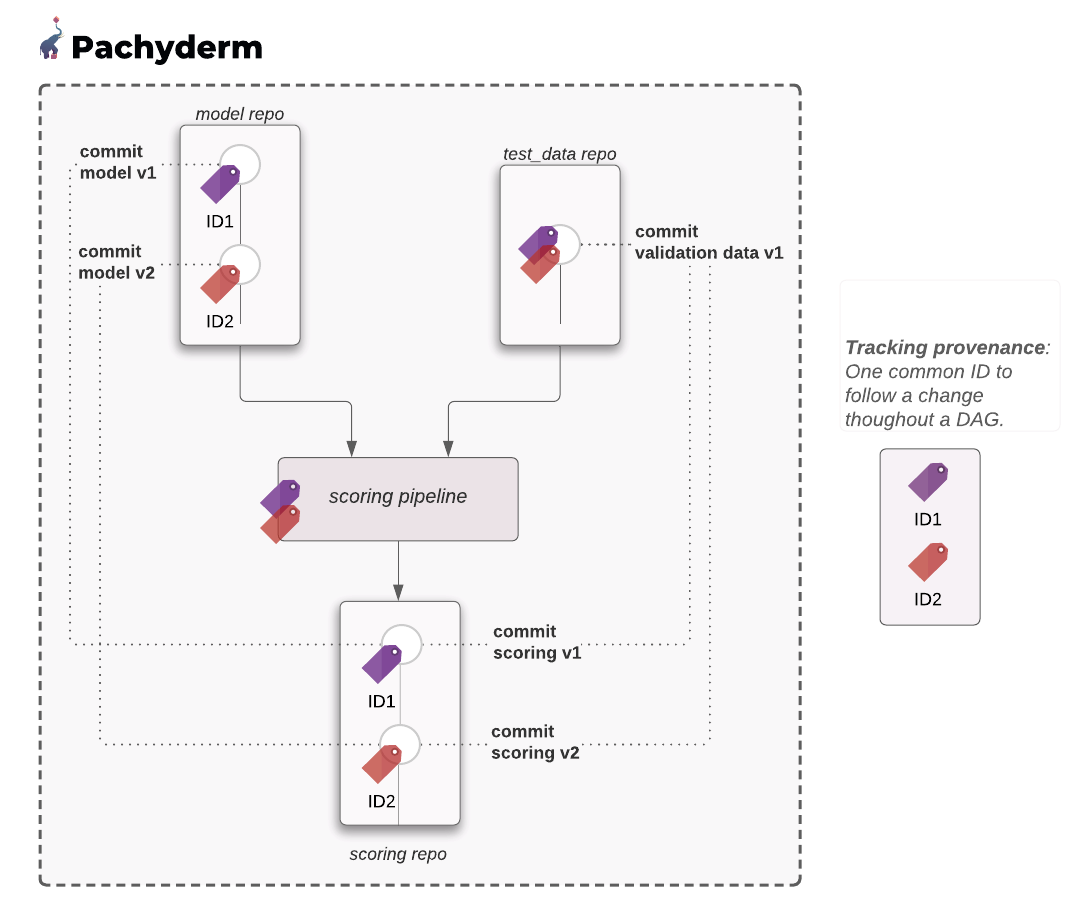 Pachyderm
model repo
commit
model v1
ID1
commit
model v2
ID2
test_data repo
commit
validation data v1
Tracking provenance:
One common ID to
follow a change
thoughout a DAG.
ID1
ID2
scoring pipeline
commit
scoring v1
ID1
commit
scoring v2
ID2
scoring repo